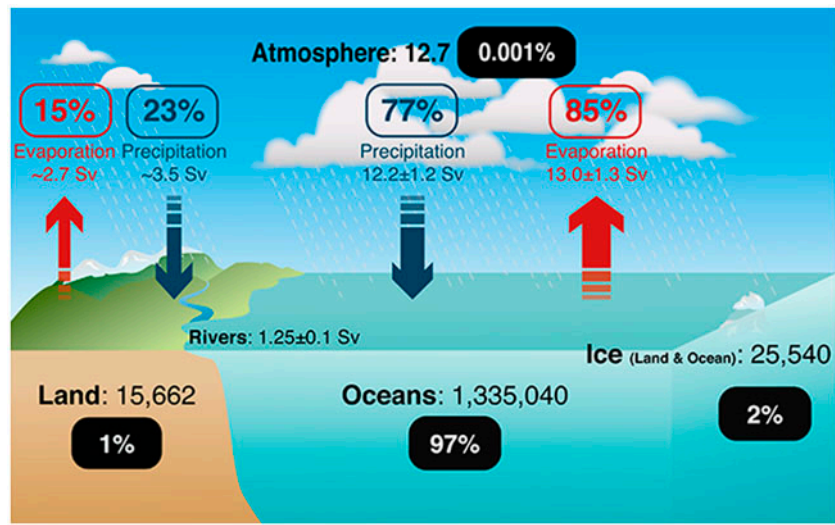 Atmosphere: 12.7 0.001%
15% 23% 77% 85%
Evaporation Precipitation Precipitation Evaporation
~2.7 Sv ~3.5 Sv 12.2±1.2 Sv 13.0±1.3 Sv
Rivers: 1.25±0.1 Sv
Ice (Land & Ocean): 25,540
Land: 15,662 Oceans: 1,335,040
1% 97% 2%